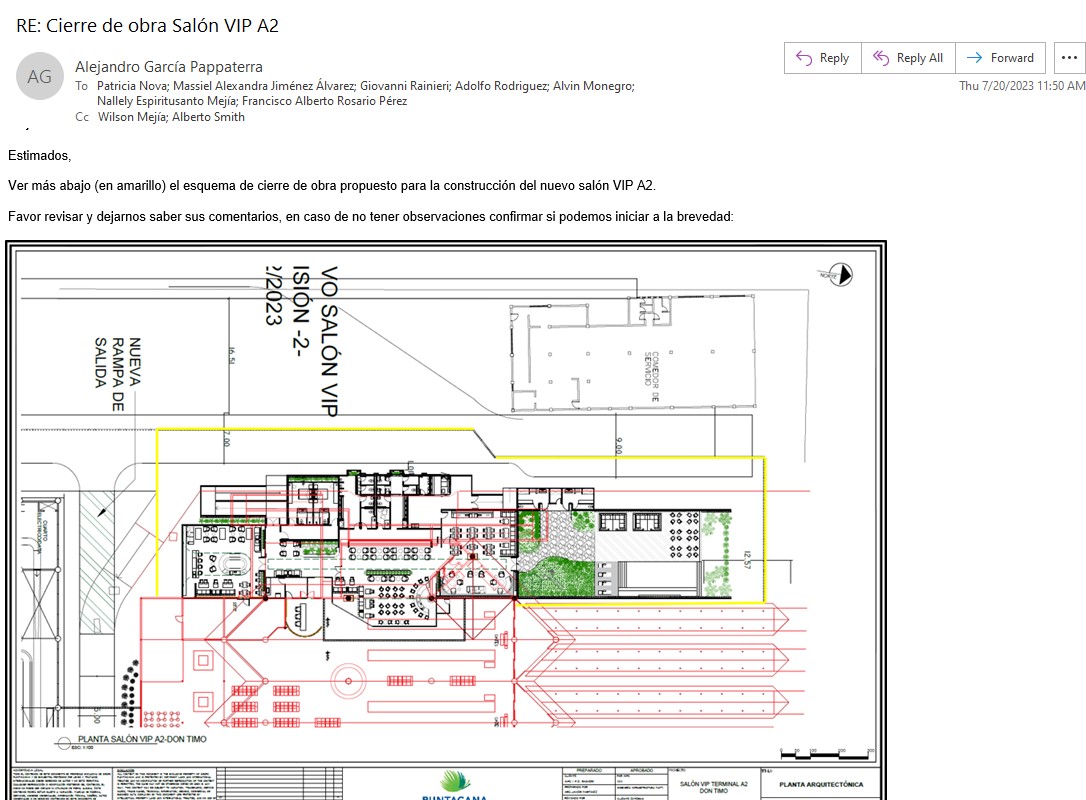 RE: Cierre de obra Salón VIP A2
AG
Alejandro García Pappaterra
To Patricia Nova; Massiel Alexandra Jiménez Álvarez; Giovanni Rainieri; Adolfo Rodriguez; Alvin Monegro;
Nallely Espiritusanto Mejía; Francisco Alberto Rosario Pérez
Cc Wilson Mejía; Alberto Smith
Reply
Reply All
Forward
Thu 7/20/2023 11:50 AM
Estimados,
Ver más abajo (en amarillo) el esquema de cierre de obra propuesto para la construcción del nuevo salón VIP A2.
Favor revisar y dejarnos saber sus comentarios, en caso de no tener observaciones confirmar si podemos iniciar a la brevedad:
VO SALÓN VIP
ISIÓN -2-
2/2023
NUEVA
RAMPA DE
SALIDA
16.51
7.00
9.00
12.57
5.00
COMEDOR DE
SERVICIO
NORTE
PLANTA SALÓN VIP A2-DON TIMO
ESC: 1:100
PUNTACANA
PREPARADO
APROBADO
SALÓN VIP TERMINAL A2
DON TIMO
PLANTA ARQUITECTÓNICA